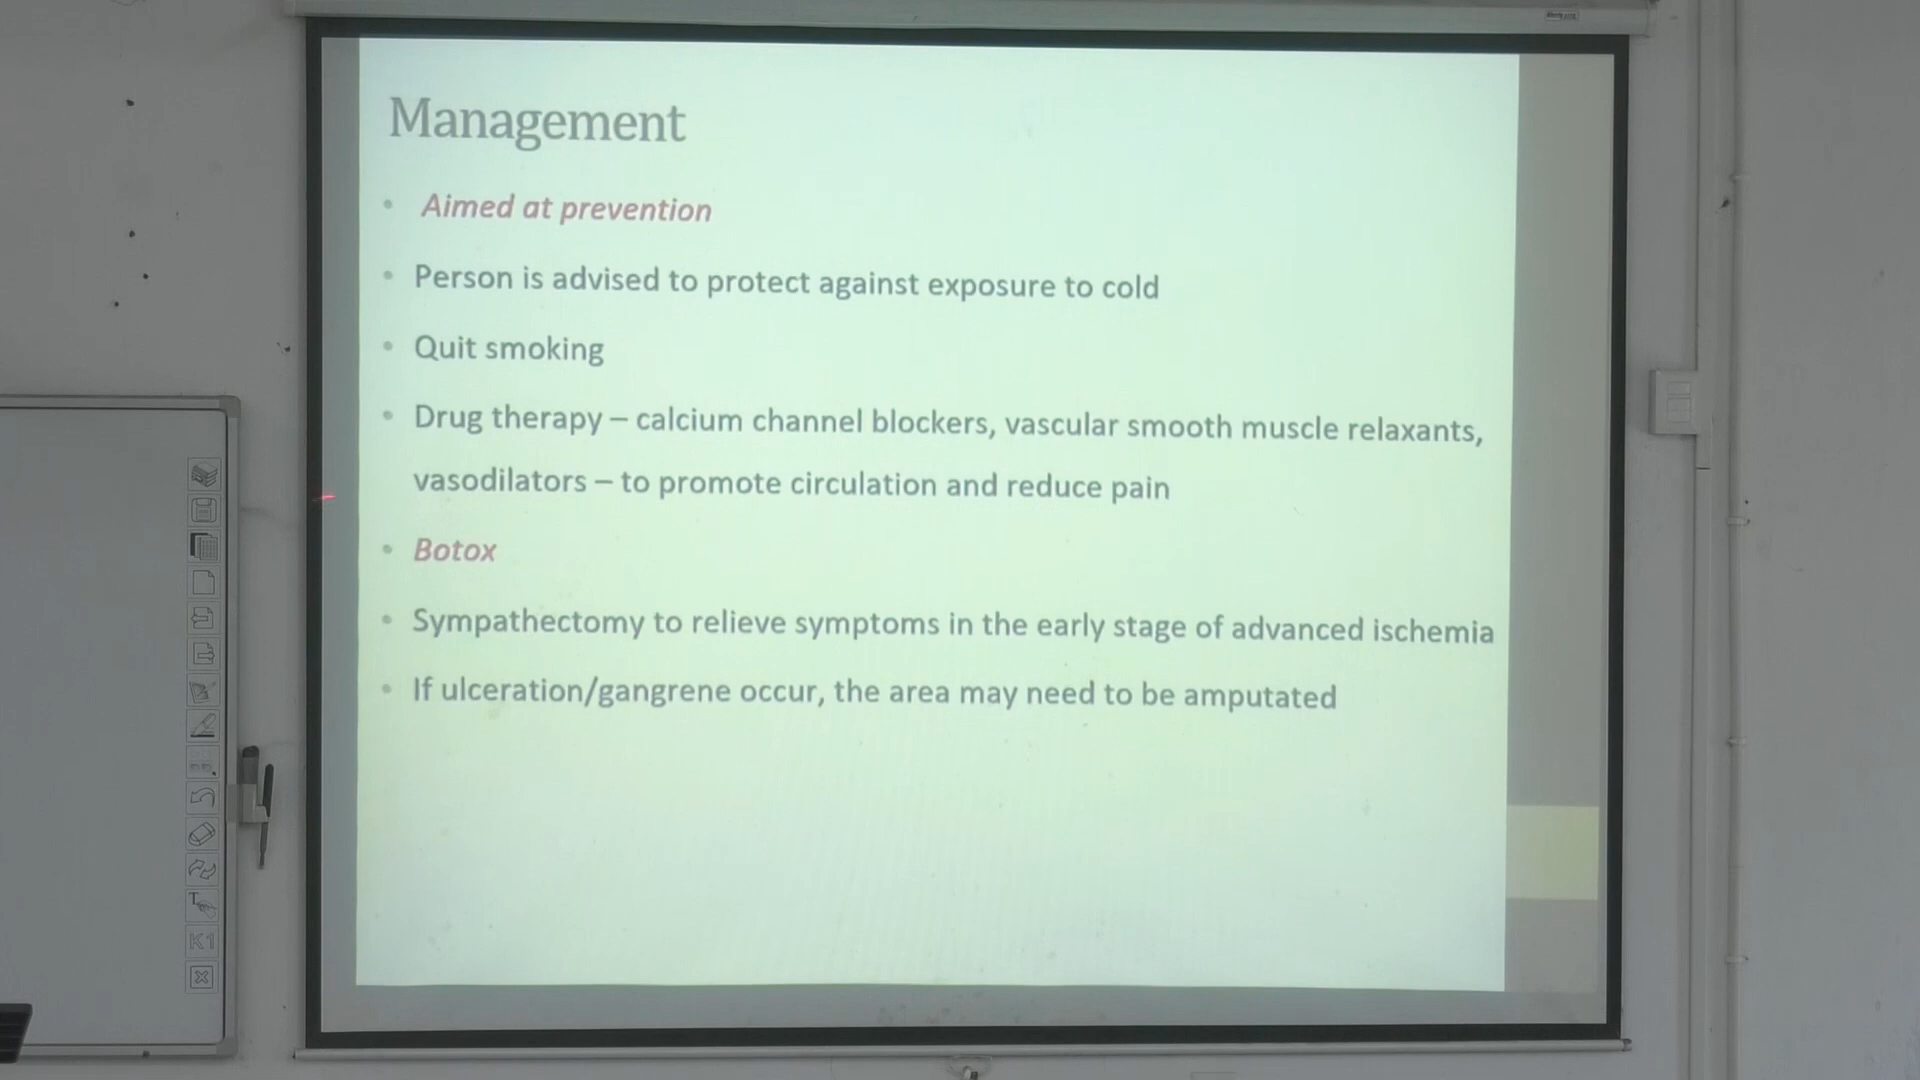 Management
• Aimed at prevention
• Person is advised to protect against exposure to cold
• Quit smoking
• Drug therapy – calcium channel blockers, vascular smooth muscle relaxants,
vasodilators – to promote circulation and reduce pain
• Botox
• Sympathectomy to relieve symptoms in the early stage of advanced ischemia
• If ulceration/gangrene occur, the area may need to be amputated
T
K1